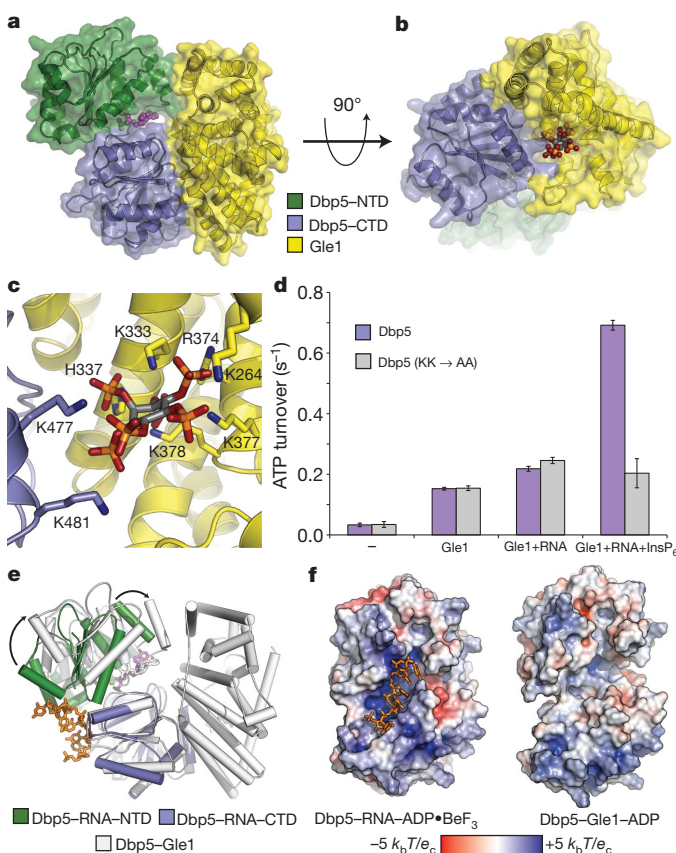 a
b
90°
Dbp5–NTD
Dbp5–CTD
Gle1
c
K333
R374
H337
K264
K477
K378
K377
K481
d
ATP turnover (s⁻¹)
0.8
0.6
0.4
0.2
0.0
Dbp5
Dbp5 (KK → AA)
–
Gle1
Gle1+RNA
Gle1+RNA+InsP₆
e
f
Dbp5–RNA–NTD
Dbp5–RNA–CTD
Dbp5–Gle1
Dbp5-RNA-ADP•BeF₃
Dbp5–Gle1–ADP
–5 kbT/ec
+5 kbT/ec